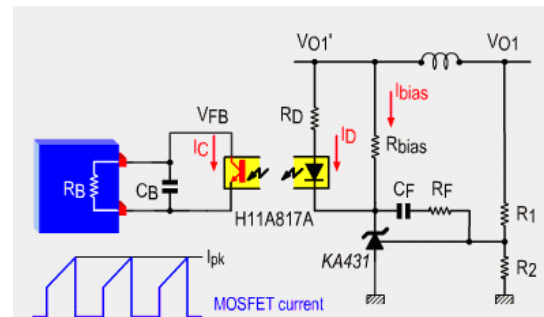 VO1' VO1
Ibias
VFB RD ID
IC Rbias
RB CB CF RF
H11A817A R1
KA431 R2
Ipk
MOSFET current